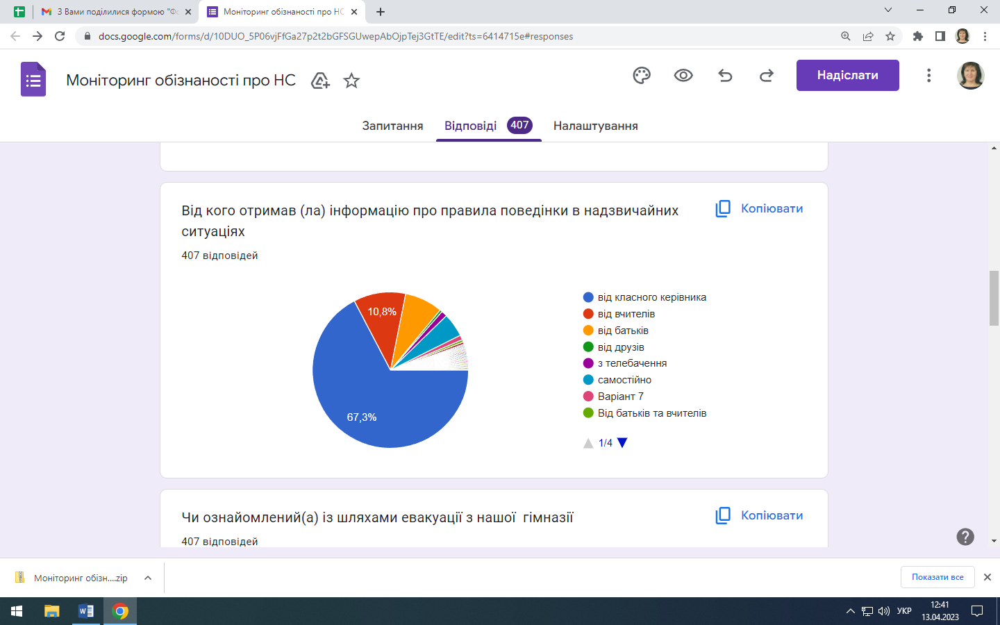 З Вами поділилися формою "Фо
Моніторинг обізнаності про НС
docs.google.com/forms/d/10DUO_5P06vjFfGa27p2t2bGFSGUwepAbOjpTej3GtTE/edit?ts=6414715e#responses
Моніторинг обізнаності про НС
Надіслати
Запитання
Відповіді 407
Налаштування
Від кого отримав (ла) інформацію про правила поведінки в надзвичайних
ситуаціях
Копіювати
407 відповідей
10,8%
67,3%
від класного керівника
від вчителів
від батьків
від друзів
з телебачення
самостійно
Варіант 7
Від батьків та вчителів
1/4
Чи ознайомлений(а) із шляхами евакуації з нашої  гімназії
Копіювати
407 відповідей
Моніторинг обізн....zip
Показати все
УКР
12:41
13.04.2023